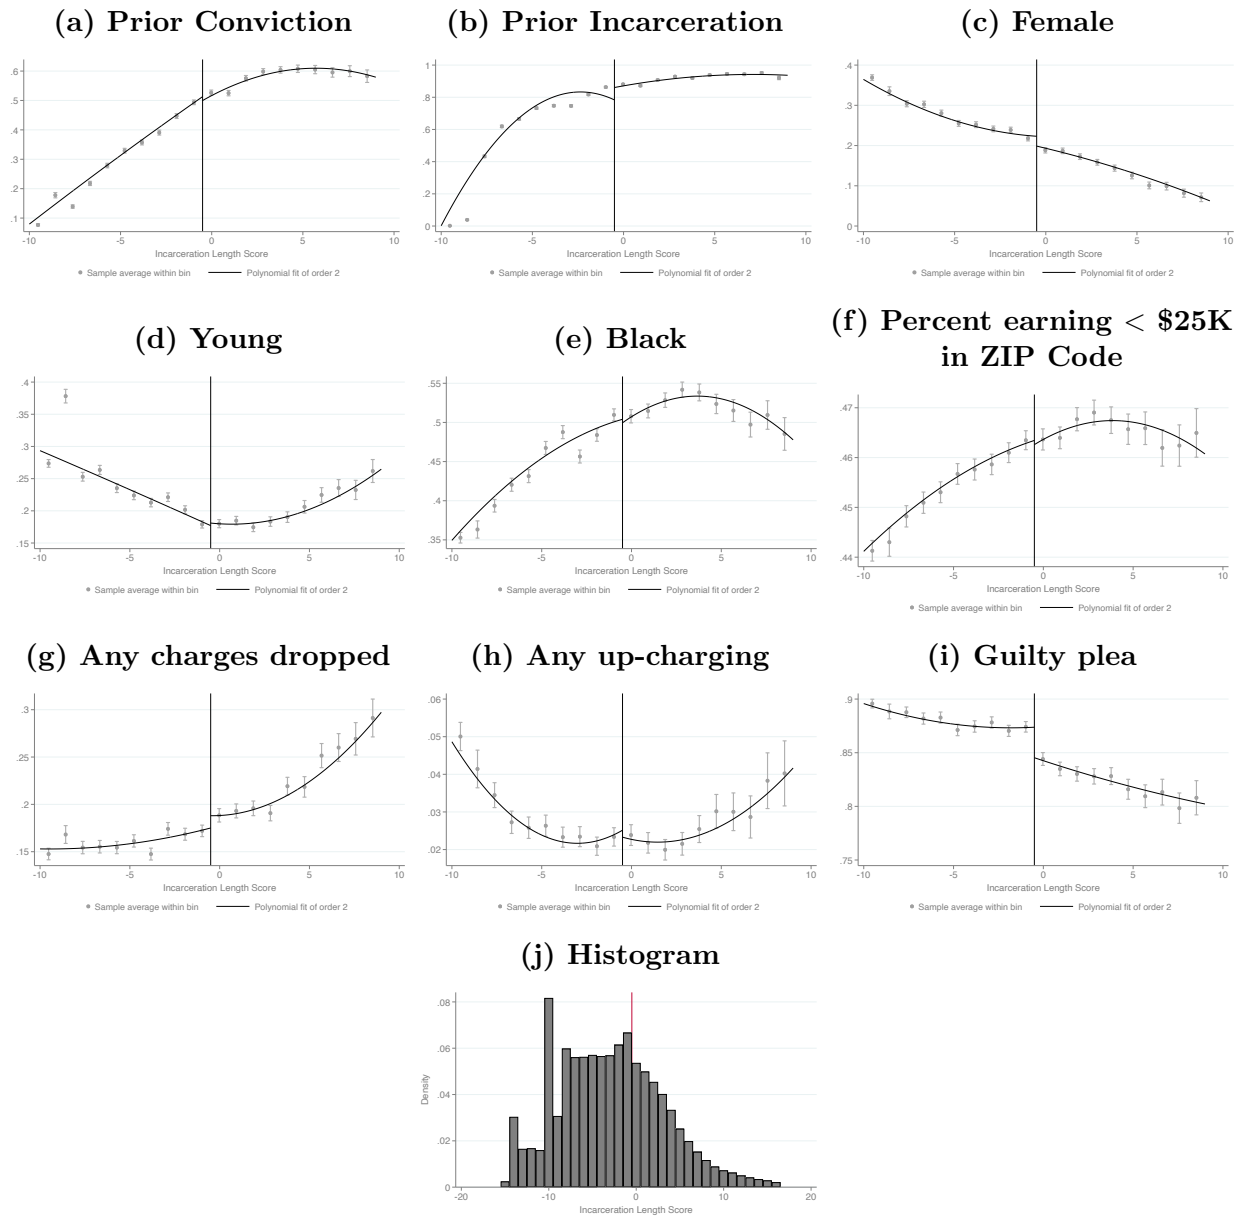 (a) Prior Conviction
.6
.5
.4
.3
.2
.1
-10 -5 0 5 10
Incarceration Length Score
Sample average within bin Polynomial fit of order 2
(b) Prior Incarceration
1
.8
.6
.4
.2
0
-10 -5 0 5 10
Incarceration Length Score
Sample average within bin Polynomial fit of order 2
(c) Female
.4
.3
.2
.1
0
-10 -5 0 5 10
Incarceration Length Score
Sample average within bin Polynomial fit of order 2
(d) Young
.4
.35
.3
.25
.2
.15
-10 -5 0 5 10
Incarceration Length Score
Sample average within bin Polynomial fit of order 2
(e) Black
.55
.5
.45
.4
.35
-10 -5 0 5 10
Incarceration Length Score
Sample average within bin Polynomial fit of order 2
(f) Percent earning < $25K
in ZIP Code
.47
.46
.45
.44
-10 -5 0 5 10
Incarceration Length Score
Sample average within bin Polynomial fit of order 2
(g) Any charges dropped
.3
.25
.2
.15
-10 -5 0 5 10
Incarceration Length Score
Sample average within bin Polynomial fit of order 2
(h) Any up-charging
.06
.05
.04
.03
.02
-10 -5 0 5 10
Incarceration Length Score
Sample average within bin Polynomial fit of order 2
(i) Guilty plea
.9
.85
.8
.75
-10 -5 0 5 10
Incarceration Length Score
Sample average within bin Polynomial fit of order 2
(j) Histogram
Density
.08
.06
.04
.02
0
-20 -10 0 10 20
Incarceration Length Score